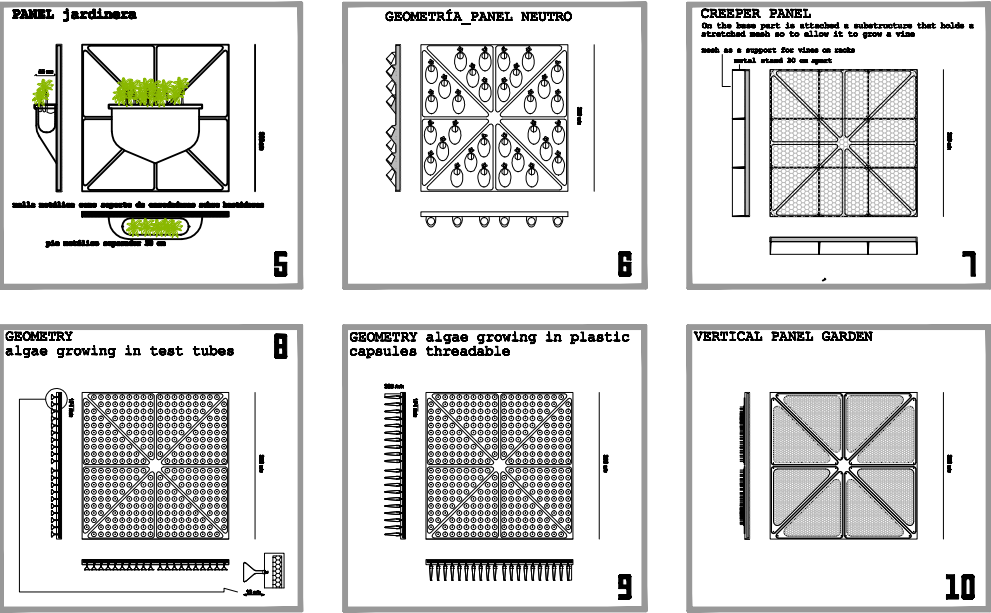 PANEL jardinera
malla metálica como soporte de enredaderas sobre bastidores
pie metálico separador 20 cm
5
GEOMETRÍA_PANEL NEUTRO
6
CREEPER PANEL
On the base part is attached a substructure that holds a
stretched mesh so to allow it to grow a vine
mesh as a support for vines on racks
metal stand 20 cm apart
7
GEOMETRY
algae growing in test tubes
8
GEOMETRY algae growing in plastic
capsules threadable
9
VERTICAL PANEL GARDEN
10